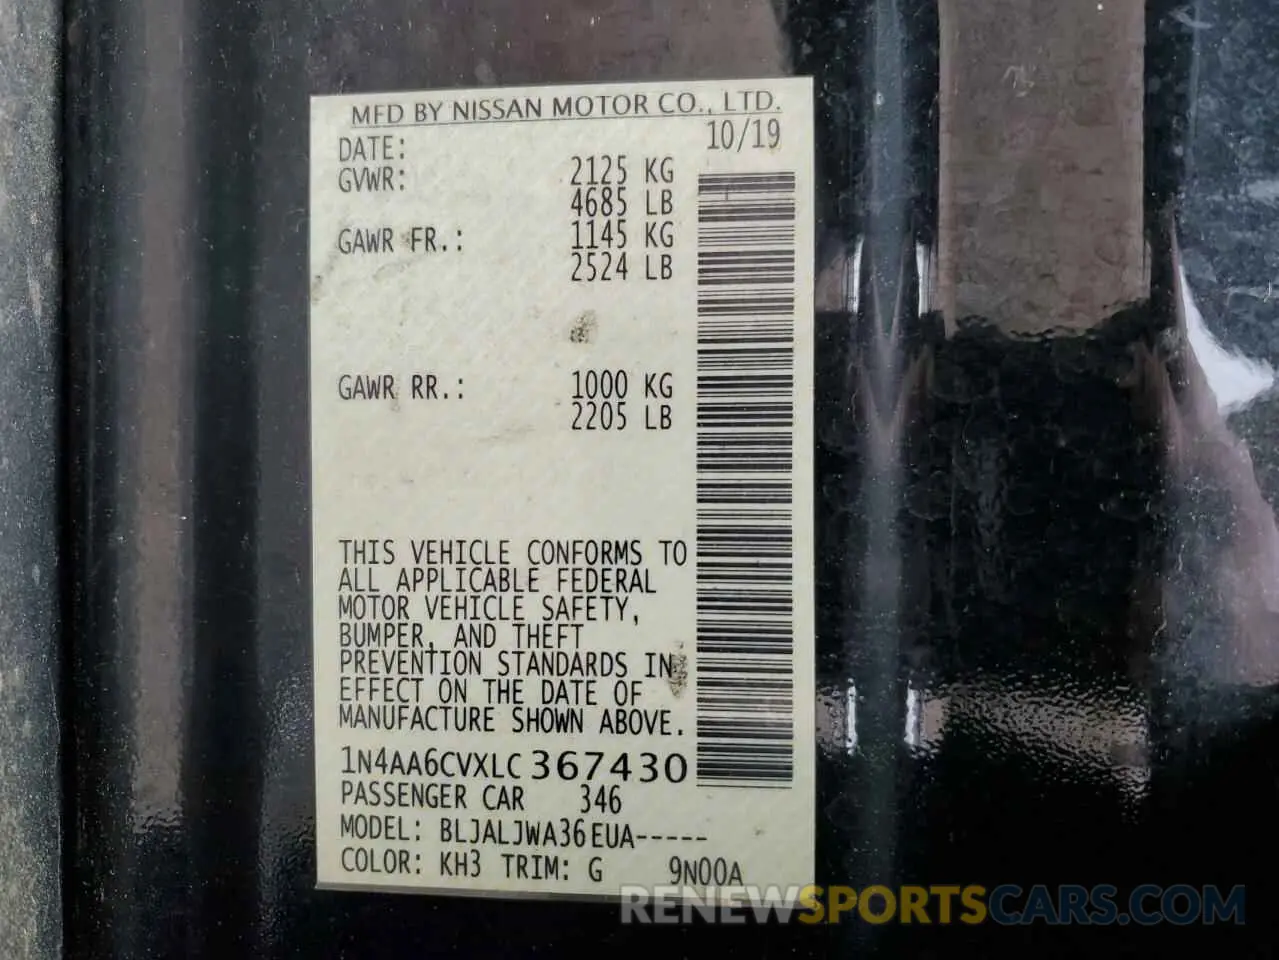 MFD BY NISSAN MOTOR CO., LTD.
DATE: 10/19
GVWR: 2125 KG
4685 LB
GAWR FR.: 1145 KG
2524 LB
GAWR RR.: 1000 KG
2205 LB
THIS VEHICLE CONFORMS TO
ALL APPLICABLE FEDERAL
MOTOR VEHICLE SAFETY,
BUMPER, AND THEFT
PREVENTION STANDARDS IN
EFFECT ON THE DATE OF
MANUFACTURE SHOWN ABOVE.
1N4AA6CVXLC367430
PASSENGER CAR 346
MODEL: BLJALJWA36EUA-----
COLOR: KH3 TRIM: G 9N00A
RENEWSPORTSCARS.COM